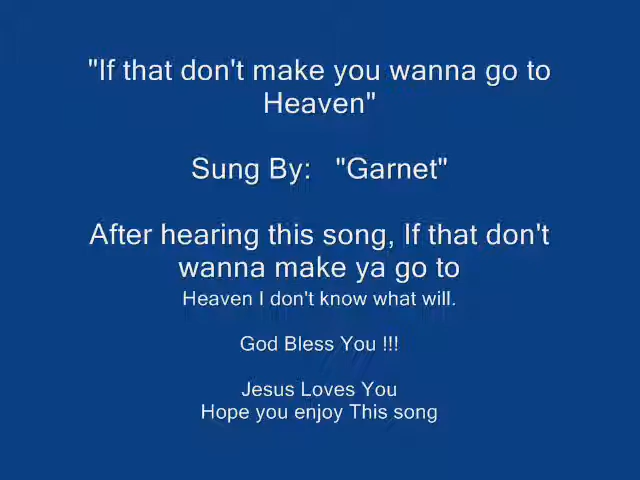 "If that don't make you wanna go to
Heaven"
Sung By:   "Garnet"
After hearing this song, If that don't
wanna make ya go to
Heaven I don't know what will.
God Bless You !!!
Jesus Loves You
Hope you enjoy This song